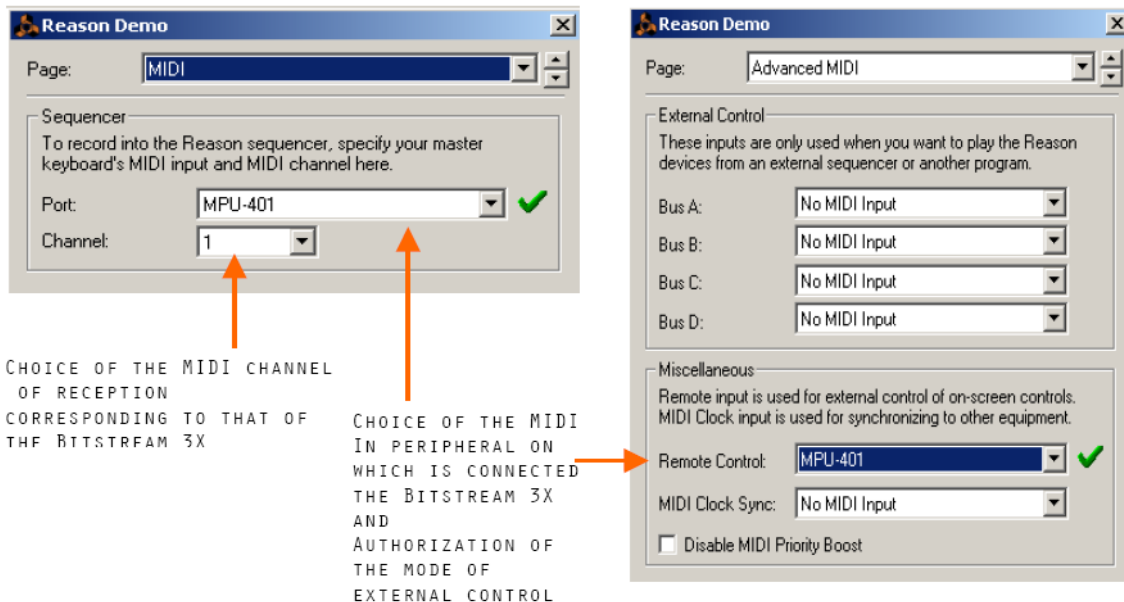 Reason Demo
Page: MIDI
Sequencer
To record into the Reason sequencer, specify your master
keyboard's MIDI input and MIDI channel here.
Port: MPU-401
Channel: 1
CHOICE OF THE MIDI CHANNEL
OF RECEPTION
CORRESPONDING TO THAT OF
THE BITSTREAM 3X
CHOICE OF THE MIDI
IN PERIPHERAL ON
WHICH IS CONNECTED
THE BITSTREAM 3X
AND
AUTHORIZATION OF
THE MODE OF
EXTERNAL CONTROL
Reason Demo
Page: Advanced MIDI
External Control
These inputs are only used when you want to play the Reason
devices from an external sequencer or another program.
Bus A: No MIDI Input
Bus B: No MIDI Input
Bus C: No MIDI Input
Bus D: No MIDI Input
Miscellaneous
Remote input is used for external control of on-screen controls.
MIDI Clock input is used for synchronizing to other equipment.
Remote Control: MPU-401
MIDI Clock Sync: No MIDI Input
Disable MIDI Priority Boost